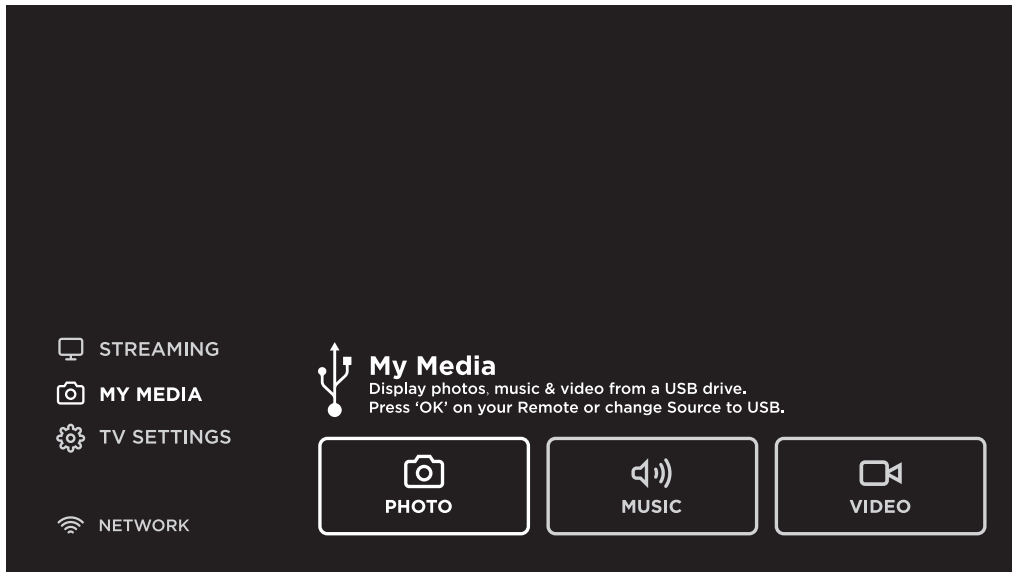 STREAMING
MY MEDIA
TV SETTINGS
NETWORK
My Media
Display photos, music & video from a USB drive.
Press ‘OK’ on your Remote or change Source to USB.
PHOTO
MUSIC
VIDEO